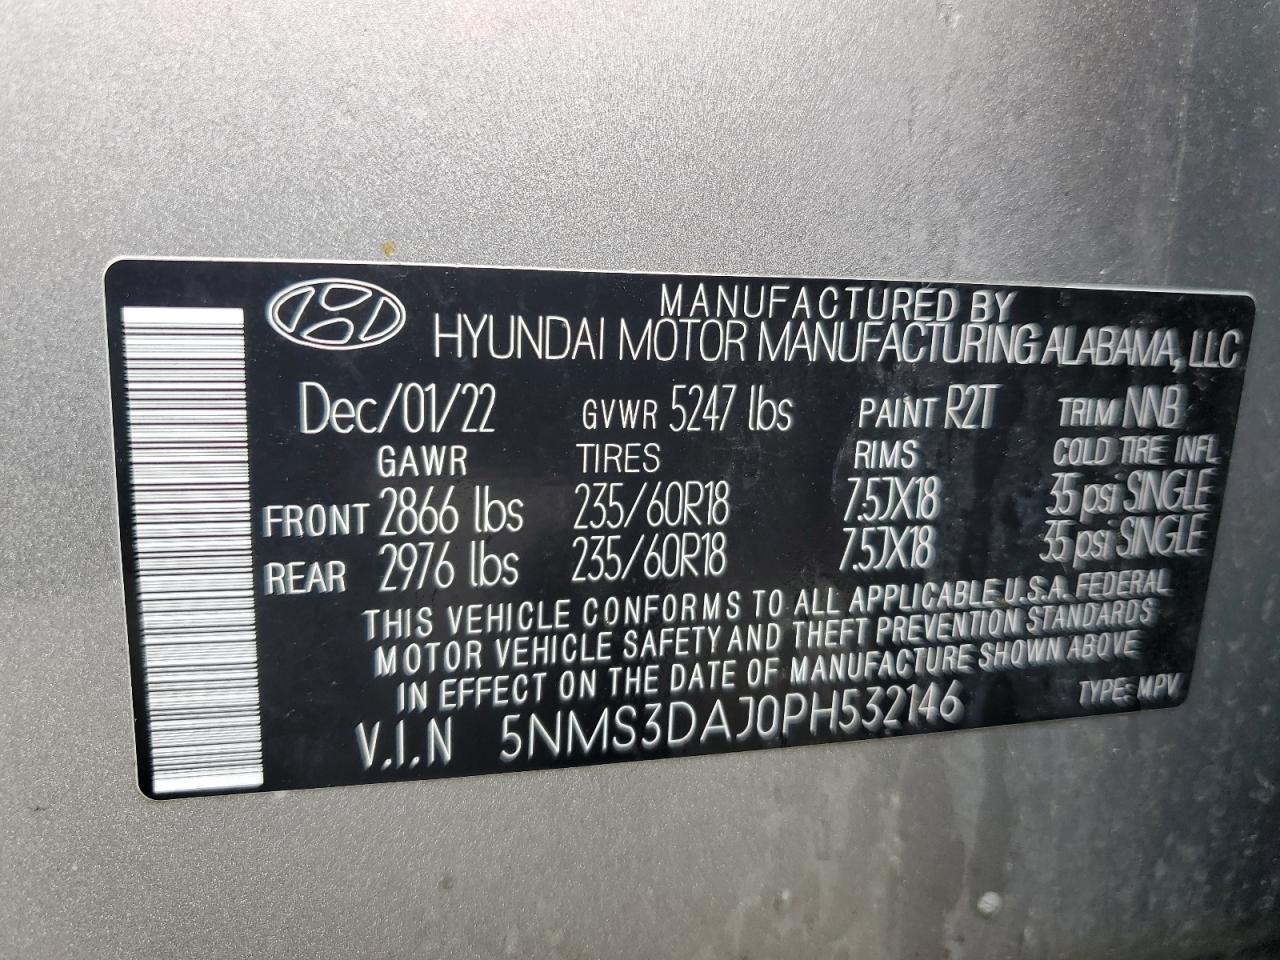 MANUFACTURED BY
HYUNDAI MOTOR MANUFACTURING ALABAMA, LLC
Dec/01/22 GVWR 5247 lbs PAINT R2T TRIM NNB
GAWR TIRES RIMS COLD TIRE INFL
FRONT 2866 lbs 235/60R18 7.5JX18 35 psi SINGLE
REAR 2976 lbs 235/60R18 7.5JX18 35 psi SINGLE
THIS VEHICLE CONFORMS TO ALL APPLICABLE U.S.A. FEDERAL
MOTOR VEHICLE SAFETY AND THEFT PREVENTION STANDARDS
IN EFFECT ON THE DATE OF MANUFACTURE SHOWN ABOVE
V.I.N 5NMS3DAJ0PH532146 TYPE: MPV